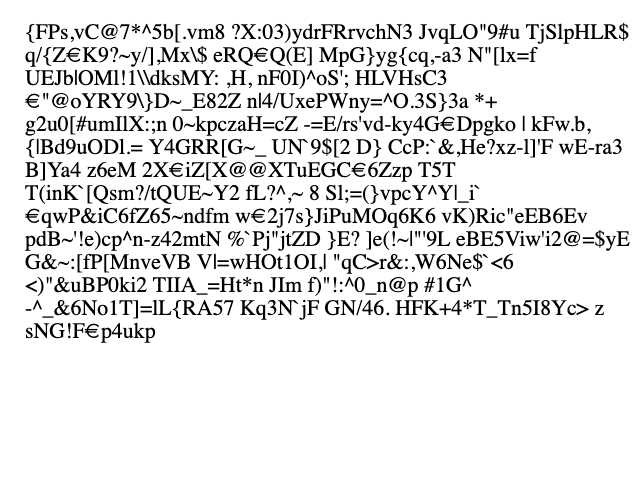 {FPs,vC@7*^5b[.vm8 ?X:03)ydrFRrvchN3 JvqLO"9#u TjSlpHLR$
q/{Z€K9?~y/],Mx\$ eRQ€Q(E] MpG}yg{cq,-a3 N"[lx=f
UEJb|OMl!1\\dksMY: ,H, nF0I)^oS'; HLVHsC3
€"@oYRY9\}D~_E82Z n|4/UxePWny=^O.3S}3a *+
g2u0[#umIlX:;n 0~kpczaH=cZ -=E/rs'vd-ky4G€Dpgko | kFw.b,
{|Bd9uODl.= Y4GRR[G~_ UN`9$[2 D} CcP:`&,He?xz-l]'F wE-ra3
B]Ya4 z6eM 2X€iZ[X@@XTuEGC€6Zzp T5T
T(inK`[Qsm?/tQUE~Y2 fL?^,~ 8 Sl;=(}vpcY^Y|_i`
€qwP&iC6fZ65~ndfm w€2j7s}JiPuMOq6K6 vK)Ric"eEB6Ev
pdB~'!e)cp^n-z42mtN %`Pj"jtZD }E? ]e(!~|"'9L eBE5Viw'i2@=$yE
G&~:[fP[MnveVB V|=wHOt1OI,| "qC>r&:,W6Ne$`<6
<)"&uBP0ki2 TIIA_=Ht*n JIm f)"!:^0_n@p #1G^
-^_&6No1T]=lL{RA57 Kq3N`jF GN/46. HFK+4*T_Tn5I8Yc> z
sNG!F€p4ukp